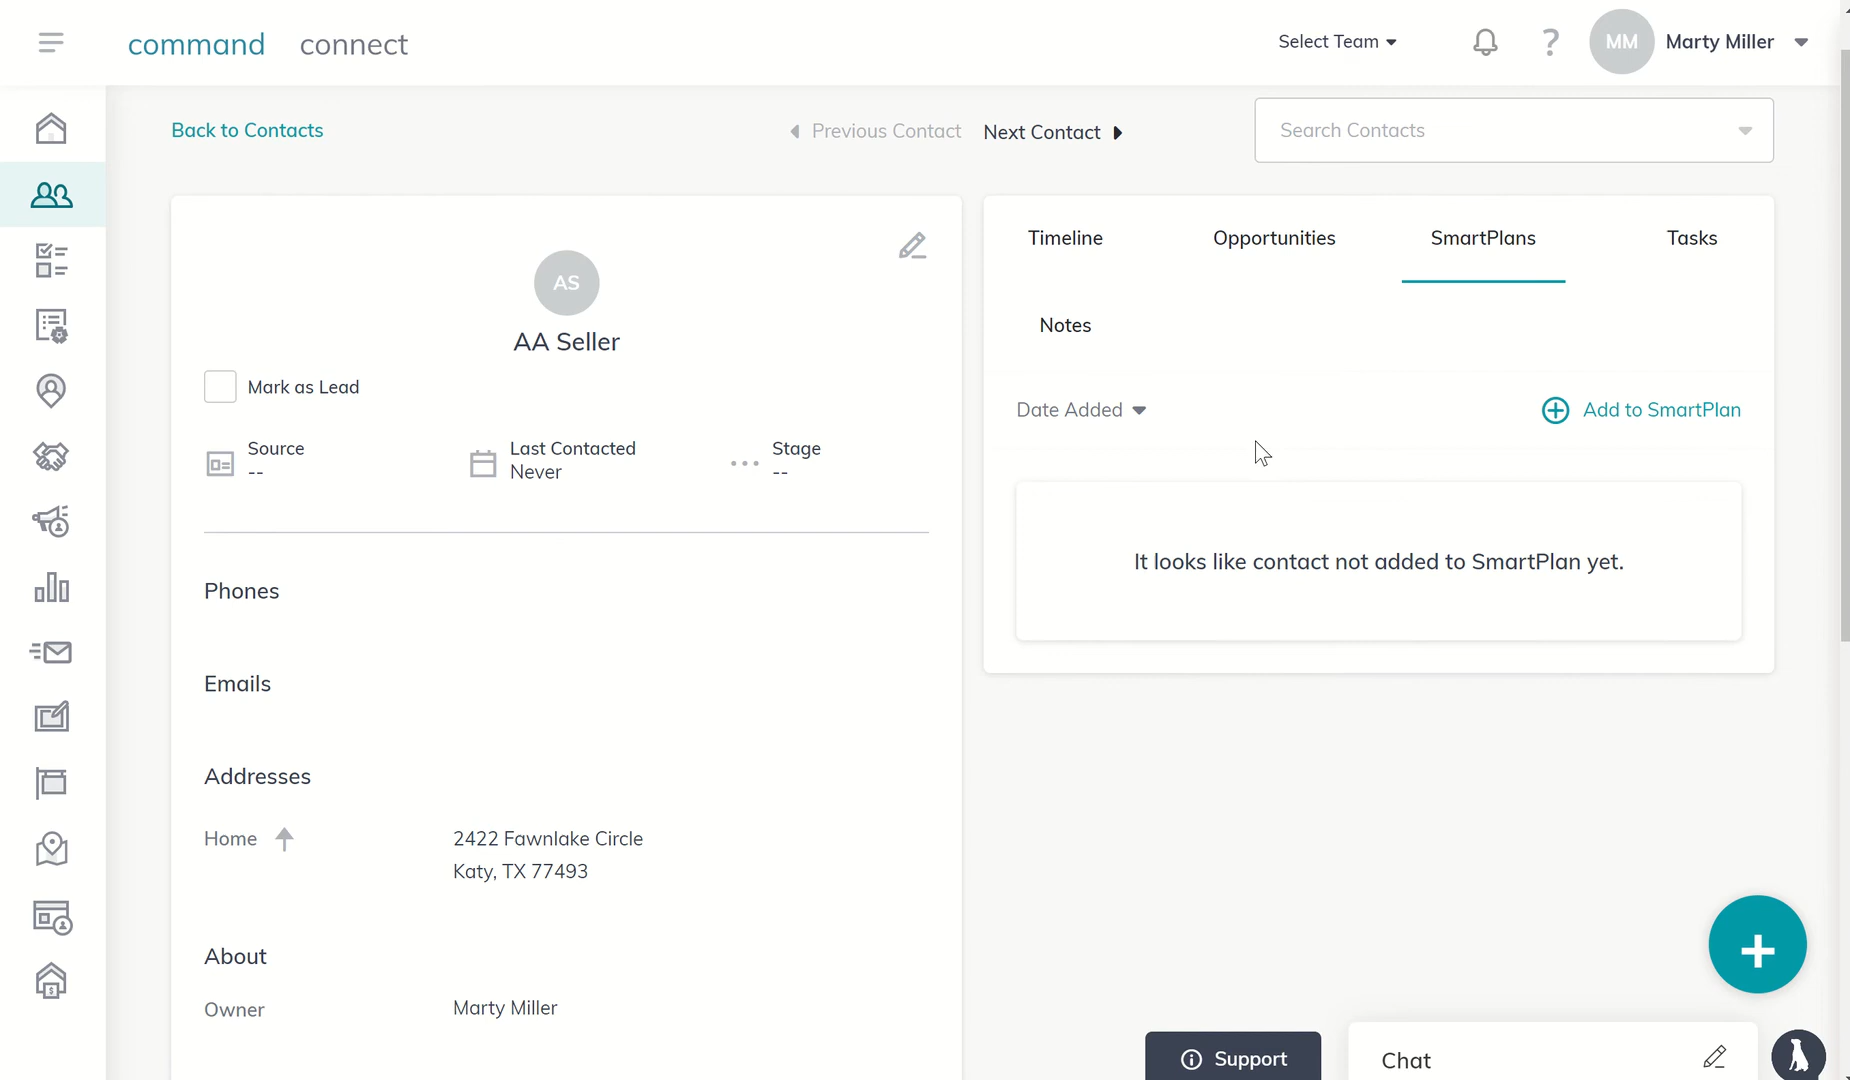 command connect
Select Team
?
MM
Marty Miller
Back to Contacts
Previous Contact
Next Contact
Search Contacts
AS
AA Seller
Mark as Lead
Source
--
Last Contacted
Never
Stage
--
Phones
Emails
Addresses
Home
2422 Fawnlake Circle
Katy, TX 77493
About
Owner
Marty Miller
Timeline
Opportunities
SmartPlans
Tasks
Notes
Date Added
Add to SmartPlan
It looks like contact not added to SmartPlan yet.
+
Support
Chat